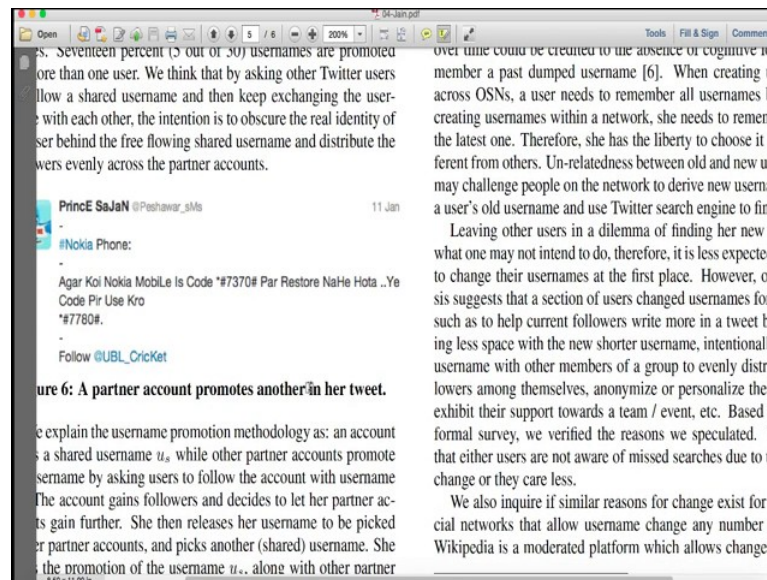 04-Jain.pdf
Open
5 / 6
200%
Tools
Fill & Sign
Commen
es. Seventeen percent (5 out of 30) usernames are promoted
ore than one user. We think that by asking other Twitter users
llow a shared username and then keep exchanging the user-
with each other, the intention is to obscure the real identity of
ser behind the free flowing shared username and distribute the
wers evenly across the partner accounts.
PrincE SaJaN @Peshawar_sMs
11 Jan
-
#Nokia Phone:
-
Agar Koi Nokia MobiLe Is Code *#7370# Par Restore NaHe Hota ..Ye
Code Pir Use Kro
*#7780#.
-
Follow @UBL_CricKet
ure 6: A partner account promotes another in her tweet.
e explain the username promotion methodology as: an account
s a shared username us while other partner accounts promote
sername by asking users to follow the account with username
The account gains followers and decides to let her partner ac-
ts gain further. She then releases her username to be picked
er partner accounts, and picks another (shared) username. She
s the promotion of the username us, along with other partner
over time could be credited to the absence of cognitive
member a past dumped username [6]. When creating
across OSNs, a user needs to remember all usernames
creating usernames within a network, she needs to remem
the latest one. Therefore, she has the liberty to choose it
ferent from others. Un-relatedness between old and new u
may challenge people on the network to derive new usern
a user's old username and use Twitter search engine to fin
Leaving other users in a dilemma of finding her new
what one may not intend to do, therefore, it is less expecte
to change their usernames at the first place. However, o
sis suggests that a section of users changed usernames fo
such as to help current followers write more in a tweet b
ing less space with the new shorter username, intentionall
username with other members of a group to evenly distr
lowers among themselves, anonymize or personalize the
exhibit their support towards a team / event, etc. Based
formal survey, we verified the reasons we speculated.
that either users are not aware of missed searches due to
change or they care less.
We also inquire if similar reasons for change exist for
cial networks that allow username change any number
Wikipedia is a moderated platform which allows change